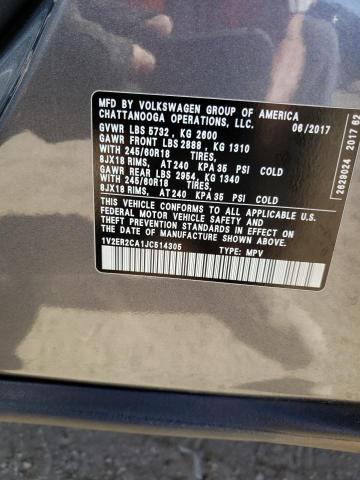 MFD BY VOLKSWAGEN GROUP OF AMERICA
CHATTANOOGA OPERATIONS, LLC. 06/2017
GVWR LBS 5732 , KG 2600
GAWR FRONT LBS 2888 , KG 1310
WITH 245/60R18 TIRES,
8JX18 RIMS, AT 240 KPA 35 PSI COLD
GAWR REAR LBS 2954, KG 1340
WITH 245/60R18 TIRES,
8JX18 RIMS, AT 240 KPA 35 PSI COLD
THIS VEHICLE CONFORMS TO ALL APPLICABLE U.S.
FEDERAL MOTOR VEHICLE SAFETY, BUMPER AND
THEFT PREVENTION STANDARDS IN EFFECT ON THE
DATE OF MANUFACTURE
1V2ER2CA1JC514305 TYPE: MPV
2629024 2017 62